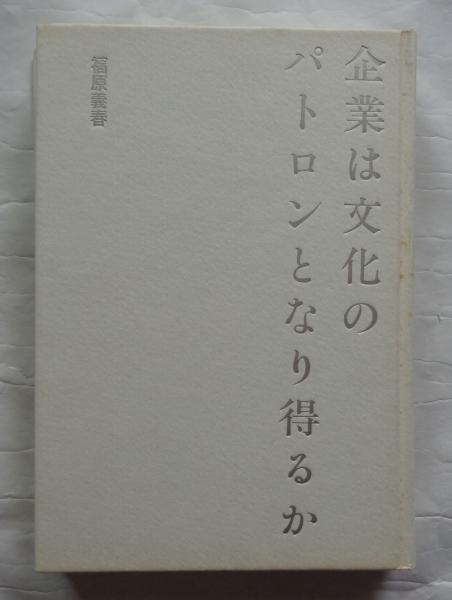 企業は文化の
パトロンとなり得るか
福原義春